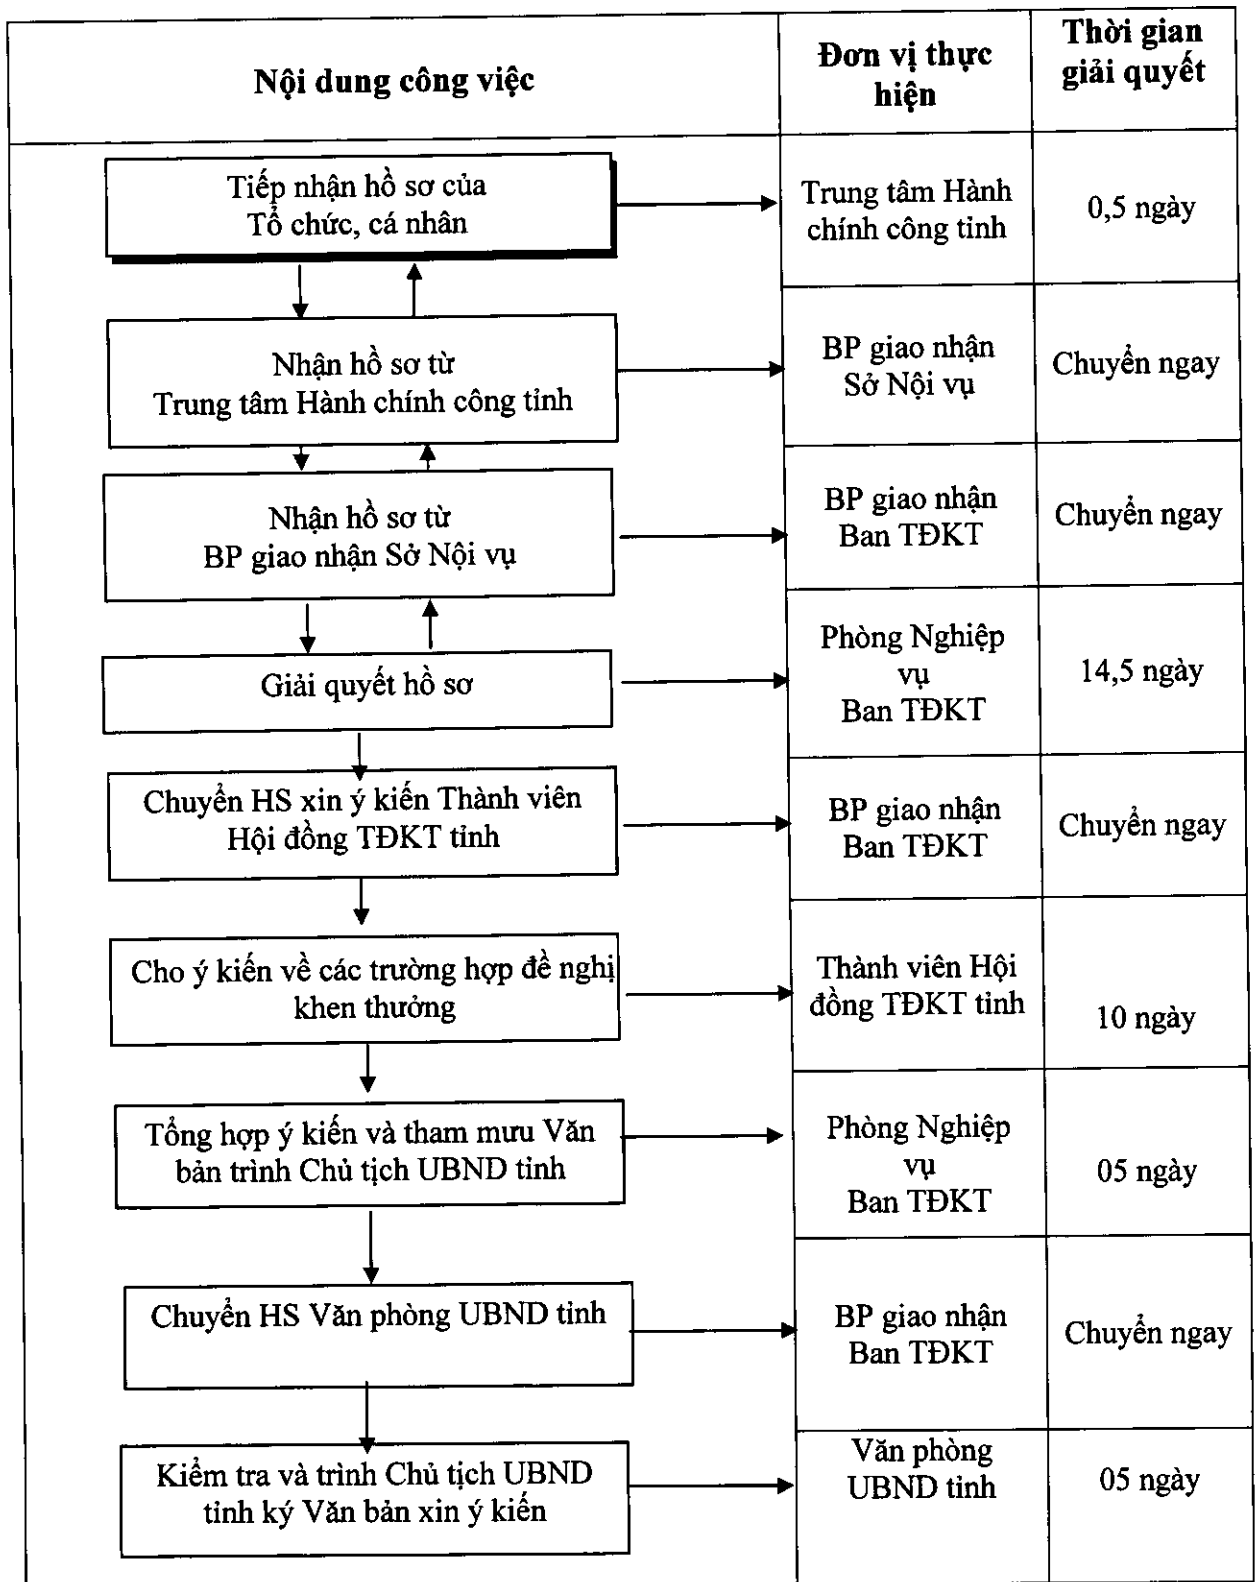 Nội dung công việc
Đơn vị thực
hiện
Thời gian
giải quyết
Tiếp nhận hồ sơ của
Tổ chức, cá nhân
Trung tâm Hành
chính công tỉnh
0,5 ngày
Nhận hồ sơ từ
Trung tâm Hành chính công tỉnh
BP giao nhận
Sở Nội vụ
Chuyển ngay
Nhận hồ sơ từ
BP giao nhận Sở Nội vụ
BP giao nhận
Ban TĐKT
Chuyển ngay
Giải quyết hồ sơ
Phòng Nghiệp
vụ
Ban TĐKT
14,5 ngày
Chuyển HS xin ý kiến Thành viên
Hội đồng TĐKT tỉnh
BP giao nhận
Ban TĐKT
Chuyển ngay
Cho ý kiến về các trường hợp đề nghị
khen thưởng
Thành viên Hội
đồng TĐKT tỉnh
10 ngày
Tổng hợp ý kiến và tham mưu Văn
bản trình Chủ tịch UBND tỉnh
Phòng Nghiệp
vụ
Ban TĐKT
05 ngày
Chuyển HS Văn phòng UBND tỉnh
BP giao nhận
Ban TĐKT
Chuyển ngay
Kiểm tra và trình Chủ tịch UBND
tỉnh ký Văn bản xin ý kiến
Văn phòng
UBND tỉnh
05 ngày